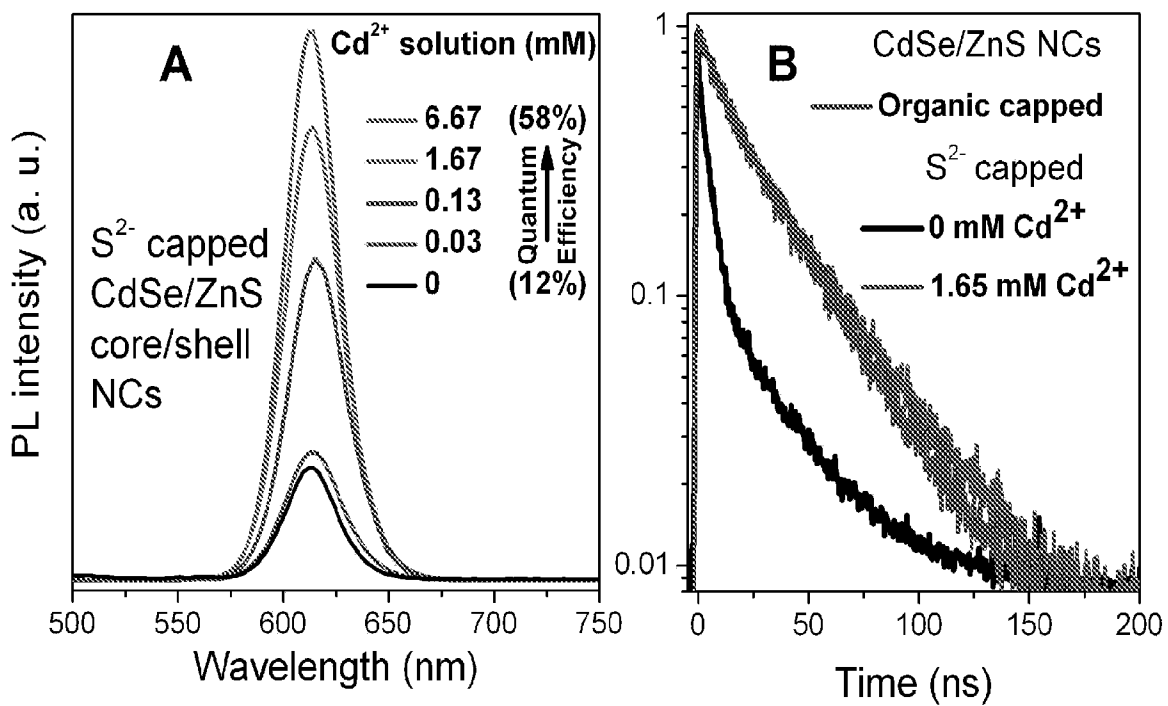 A
Cd²⁺ solution (mM)
6.67 (58%)
1.67
0.13
0.03
0 (12%)
Quantum
Efficiency
S²⁻ capped
CdSe/ZnS
core/shell
NCs
PL intensity (a. u.)
500 550 600 650 700 750
Wavelength (nm)
B
CdSe/ZnS NCs
Organic capped
S²⁻ capped
0 mM Cd²⁺
1.65 mM Cd²⁺
1
0.1
0.01
0 50 100 150 200
Time (ns)